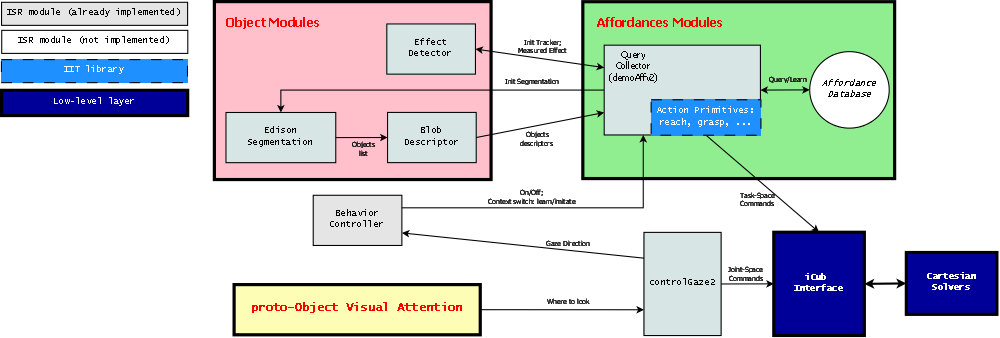 ISR module (already implemented)
ISR module (not implemented)
IIT library
Low-level layer
Object Modules
Affordances Modules
Effect
Detector
Init Tracker;
Measured Effect
Query
Collector
(demoAffv2)
Query/Learn
Affordance
Database
Init Segmentation
Action Primitives:
reach, grasp, ...
Edison
Segmentation
Objects
list
Blob
Descriptor
Objects
descriptors
On/Off;
Context switch: learn/imitate
Task-Space
Commands
Behavior
Controller
Gaze Direction
controlGaze2
Joint-Space
Commands
iCub
Interface
Cartesian
Solvers
proto-Object Visual Attention
Where to look